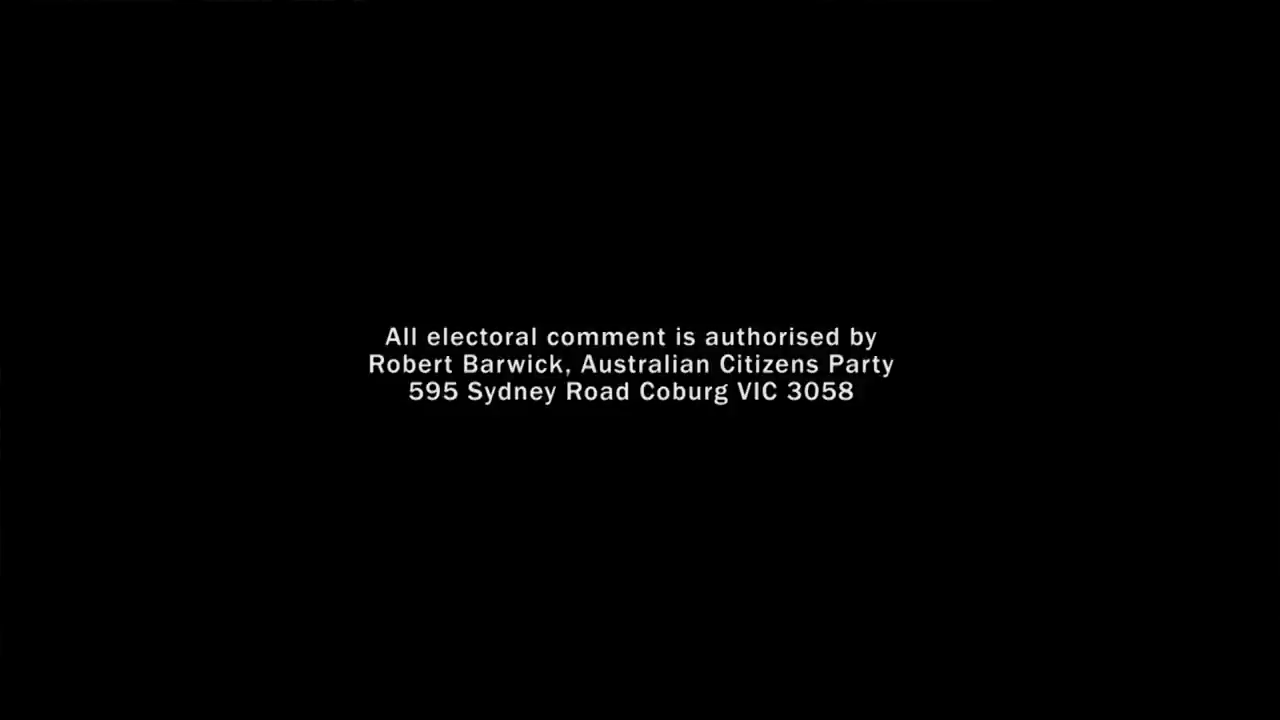 All electoral comment is authorised by
Robert Barwick, Australian Citizens Party
595 Sydney Road Coburg VIC 3058